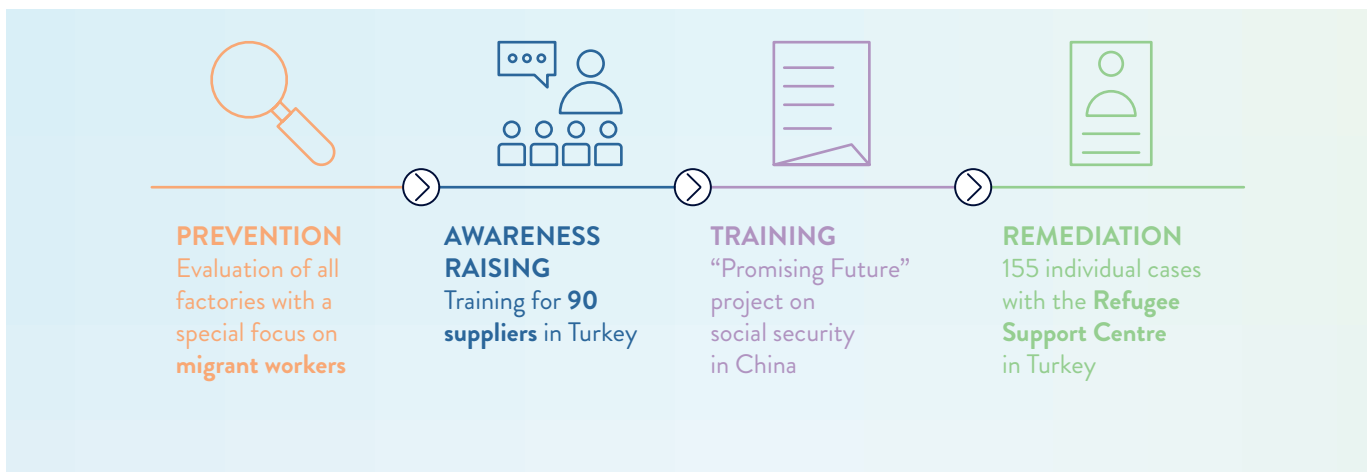 PREVENTION
Evaluation of all
factories with a
special focus on
migrant workers
AWARENESS
RAISING
Training for 90
suppliers in Turkey
TRAINING
“Promising Future”
project on
social security
in China
REMEDIATION
155 individual cases
with the Refugee
Support Centre
in Turkey